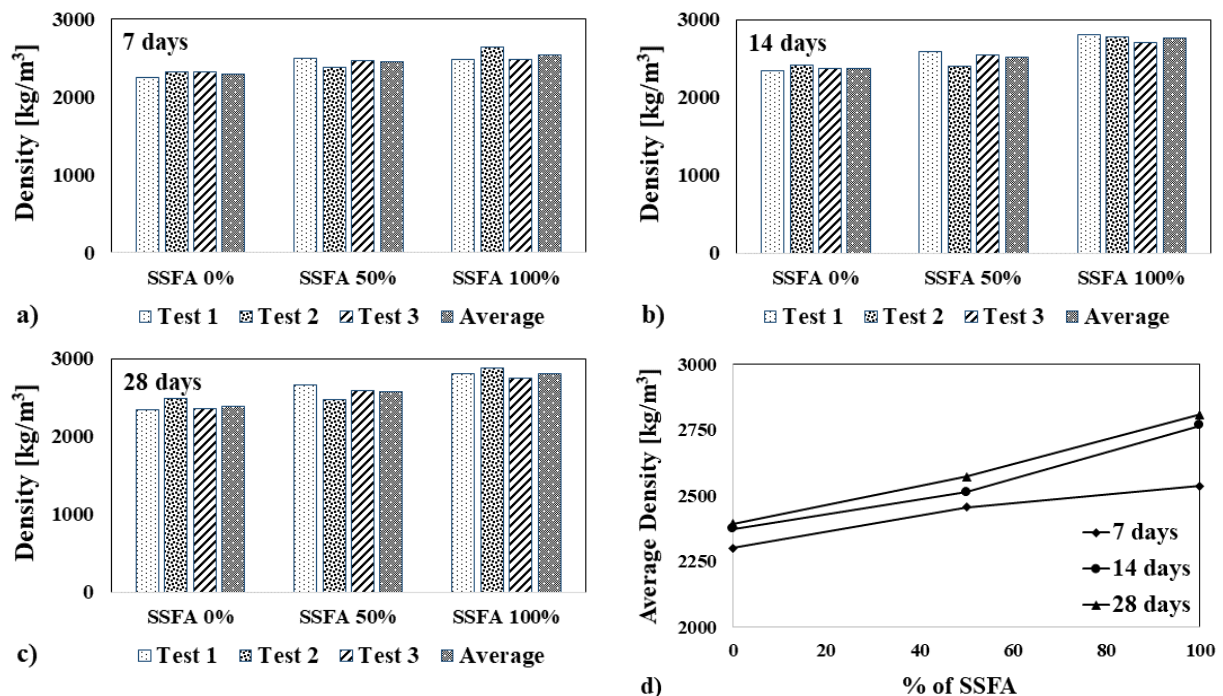 3000
2000
1000
0
Density [kg/m³]
7 days
SSFA 0% SSFA 50% SSFA 100%
a) Test 1 Test 2 Test 3 Average
3000
2000
1000
0
Density [kg/m³]
14 days
SSFA 0% SSFA 50% SSFA 100%
b) Test 1 Test 2 Test 3 Average
3000
2000
1000
0
Density [kg/m³]
28 days
SSFA 0% SSFA 50% SSFA 100%
c) Test 1 Test 2 Test 3 Average
3000
2750
2500
2250
2000
Average Density [kg/m³]
7 days
14 days
28 days
0 20 40 60 80 100
d) % of SSFA